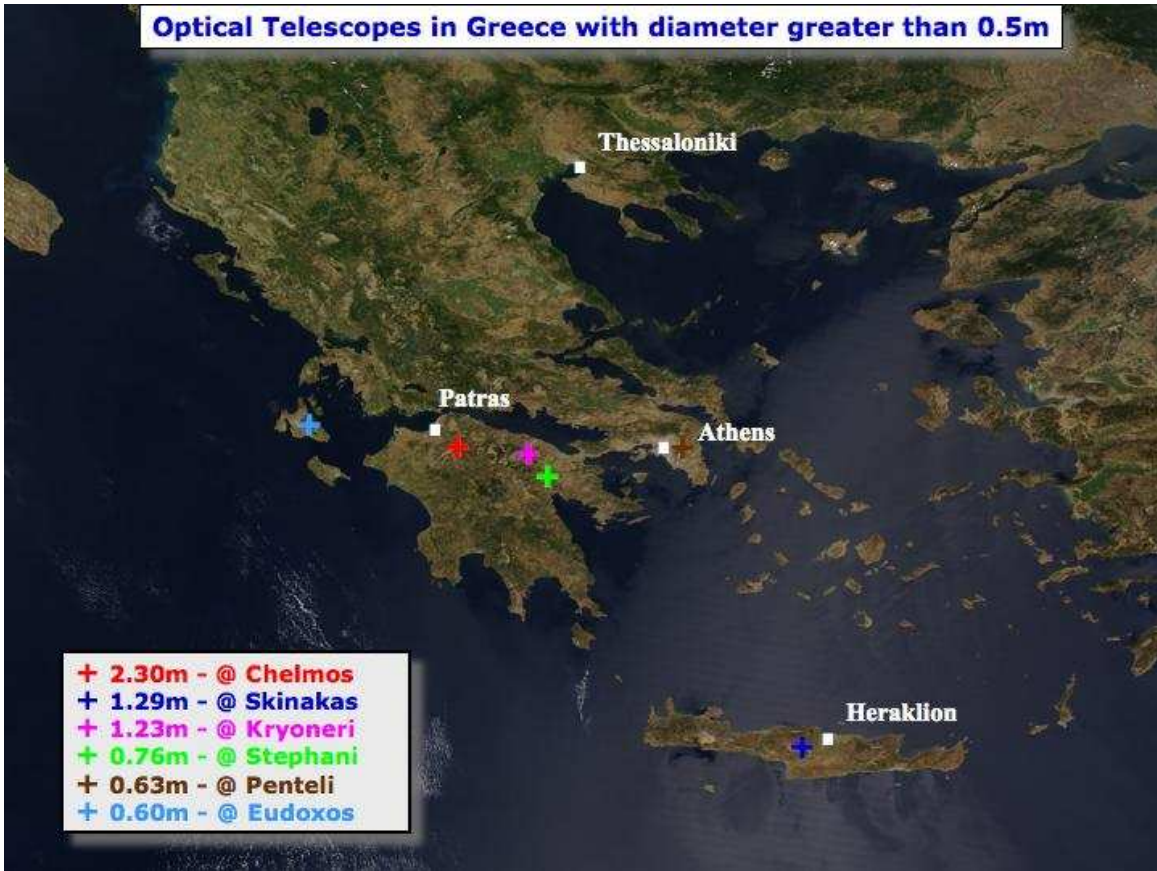 Optical Telescopes in Greece with diameter greater than 0.5m
Thessaloniki
Patras
Athens
Heraklion
+ 2.30m - @ Chelmos
+ 1.29m - @ Skinakas
+ 1.23m - @ Kryoneri
+ 0.76m - @ Stephani
+ 0.63m - @ Penteli
+ 0.60m - @ Eudoxos